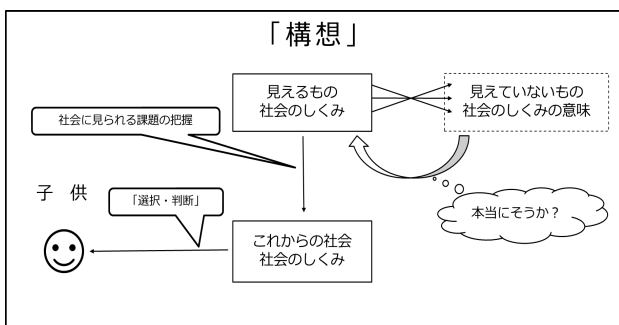 「構想」
見えるもの
社会のしくみ
見えていないもの
社会のしくみの意味
社会に見られる課題の把握
本当にそうか？
子　供
「選択・判断」
これからの社会
社会のしくみ